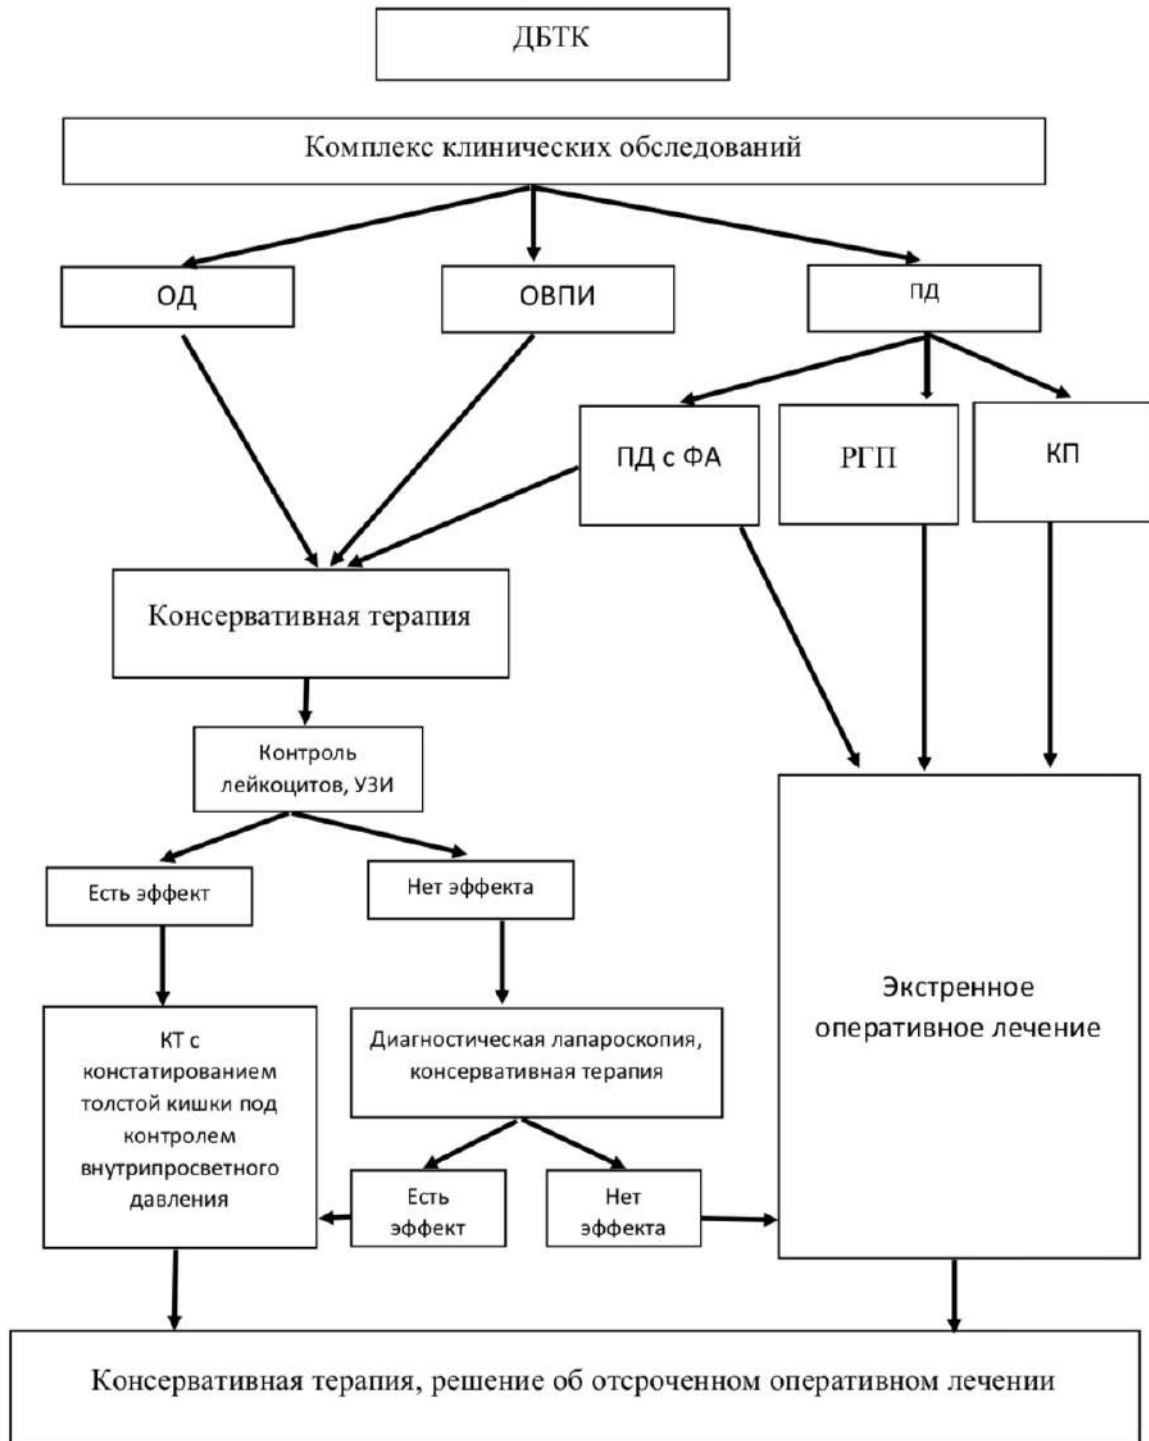 ДБТК
Комплекс клинических обследований
ОД
ОВПИ
ПД
ПД с ФА
РГП
КП
Консервативная терапия
Контроль
лейкоцитов, УЗИ
Есть эффект
Нет эффекта
КТ с
констатированием
толстой кишки под
контролем
внутрипросветного
давления
Диагностическая лапароскопия,
консервативная терапия
Есть
эффект
Нет
эффекта
Экстренное
оперативное лечение
Консервативная терапия, решение об отсроченном оперативном лечении